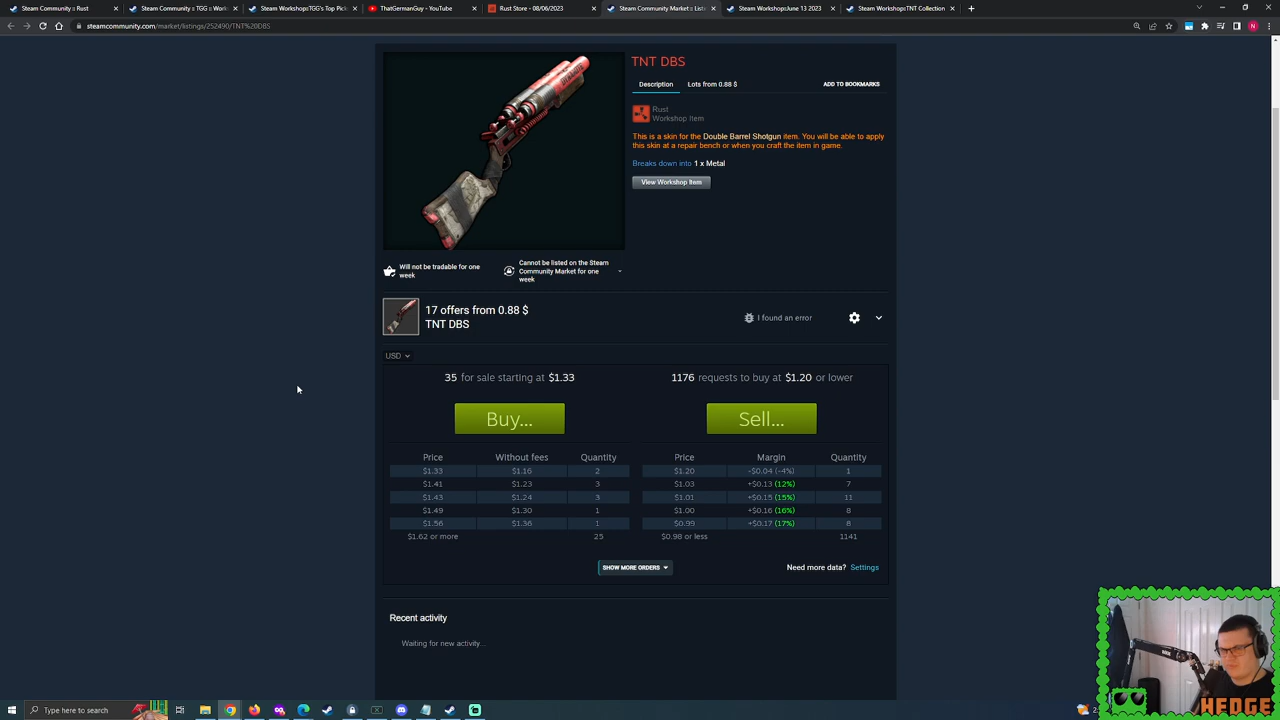 Steam Community :: Rust
Steam Community :: TGG :: Work
Steam Workshop::TGG's Top Pick
ThatGermanGuy - YouTube
Rust Store - 08/06/2023
Steam Community Market :: Listi
Steam Workshop::June 13 2023
Steam Workshop::TNT Collection
steamcommunity.com/market/listings/252490/TNT%20DBS
TNT DBS
Description
Lots from 0.88 $
ADD TO BOOKMARKS
Rust
Workshop Item
This is a skin for the Double Barrel Shotgun item. You will be able to apply
this skin at a repair bench or when you craft the item in game.
Breaks down into 1 x Metal
View Workshop Item
Will not be tradable for one
week
Cannot be listed on the Steam
Community Market for one
week
17 offers from 0.88 $
TNT DBS
I found an error
USD
35 for sale starting at $1.33
1176 requests to buy at $1.20 or lower
Buy...
Sell...
Price Without fees Quantity
Price Margin Quantity
$1.33 $1.16 2
$1.20 -$0.04 (-4%) 1
$1.41 $1.23 3
$1.03 +$0.13 (12%) 7
$1.43 $1.24 3
$1.01 +$0.15 (15%) 11
$1.49 $1.30 1
$1.00 +$0.16 (16%) 8
$1.56 $1.36 1
$0.99 +$0.17 (17%) 8
$1.62 or more 25
$0.98 or less 1141
SHOW MORE ORDERS
Need more data? Settings
Recent activity
Waiting for new activity...
Type here to search
HEDGE